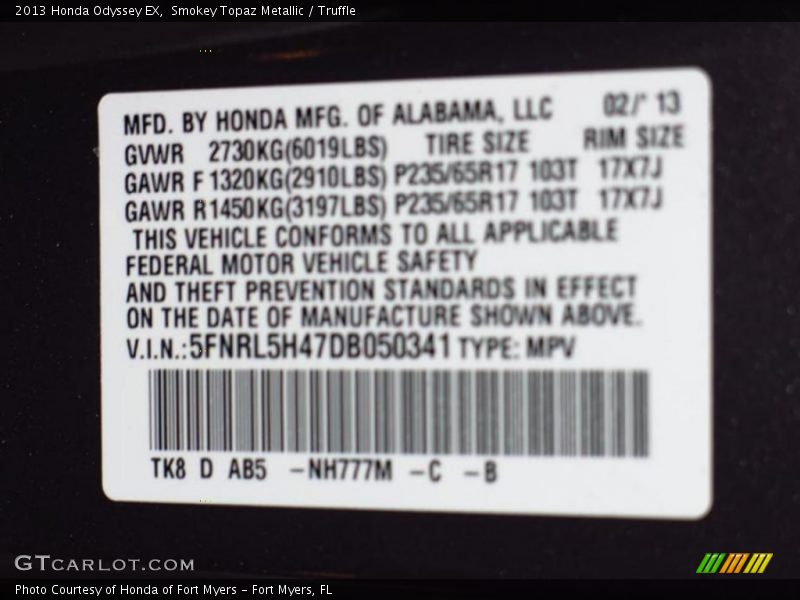 2013 Honda Odyssey EX,  Smokey Topaz Metallic / Truffle
MFD. BY HONDA MFG. OF ALABAMA, LLC 02/' 13
GVWR 2730KG(6019LBS) TIRE SIZE RIM SIZE
GAWR F 1320KG(2910LBS) P235/65R17 103T 17X7J
GAWR R 1450KG(3197LBS) P235/65R17 103T 17X7J
THIS VEHICLE CONFORMS TO ALL APPLICABLE
FEDERAL MOTOR VEHICLE SAFETY
AND THEFT PREVENTION STANDARDS IN EFFECT
ON THE DATE OF MANUFACTURE SHOWN ABOVE.
V.I.N.:5FNRL5H47DB050341 TYPE: MPV
TK8 D AB5 -NH777M -C -B
GTCARLOT.COM
Photo Courtesy of Honda of Fort Myers - Fort Myers, FL